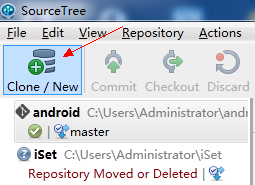 SourceTree
File Edit View Repository Actions
Clone / New Commit Checkout Discard
android C:\Users\Administrator\andr
master
iSet C:\Users\Administrator\iSet
Repository Moved or Deleted